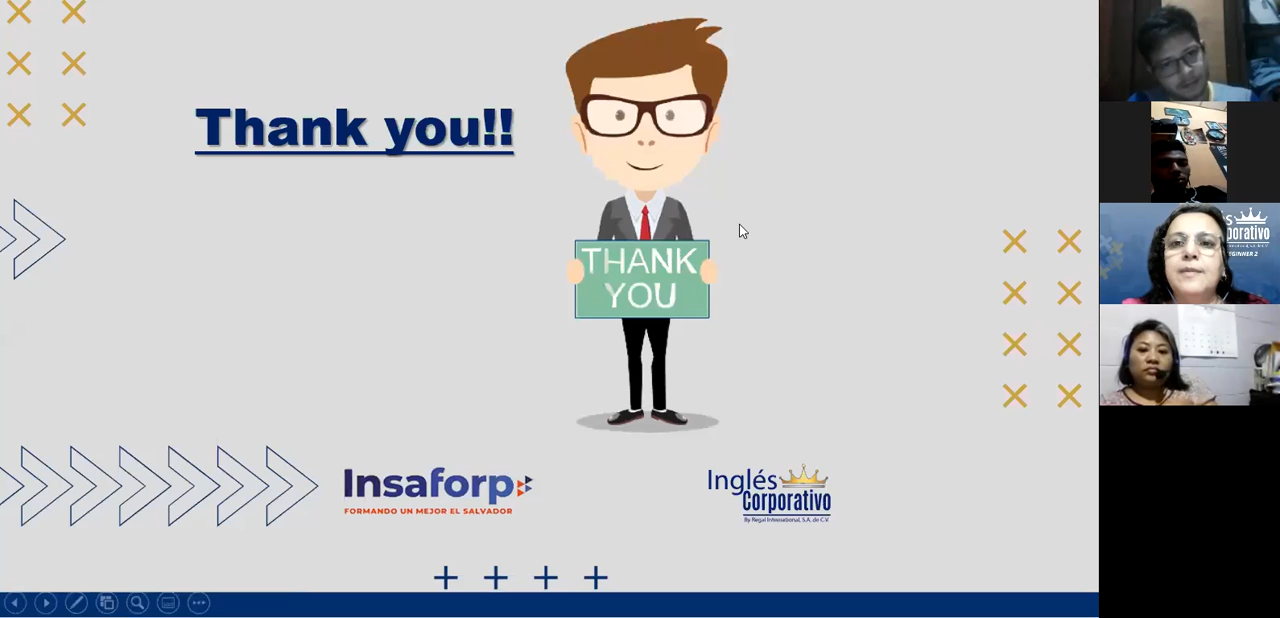 Thank you!!
THANK
YOU
Insaforp
FORMANDO UN MEJOR EL SALVADOR
Inglés
Corporativo
By Regal International, S.A. de C.V.